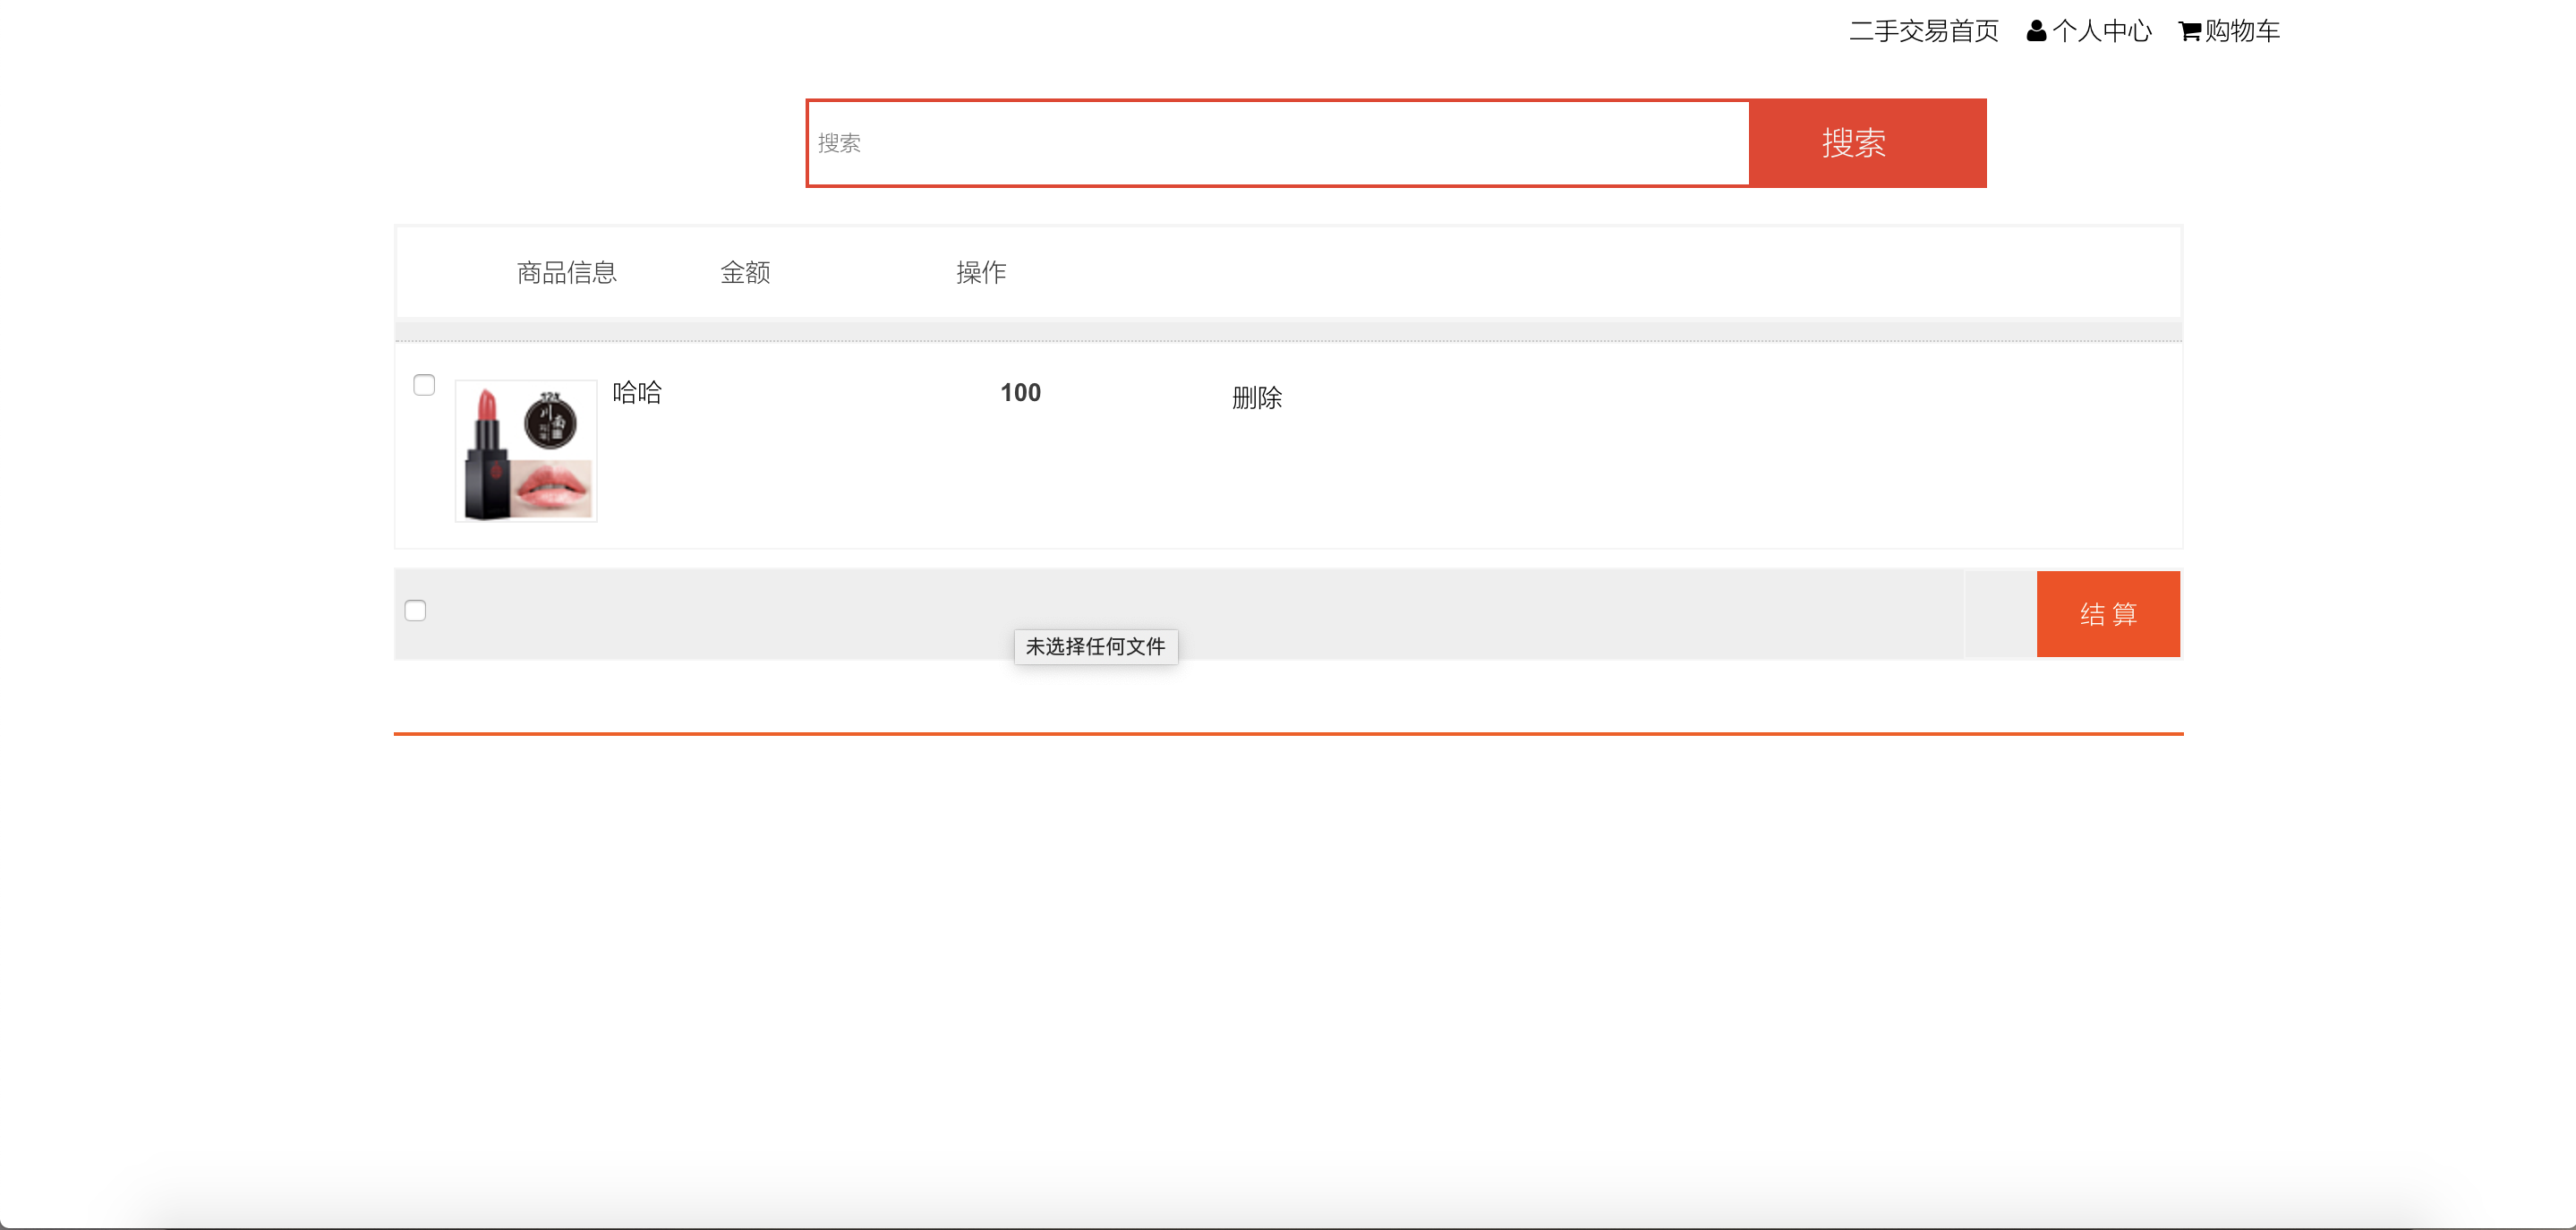 二手交易首页 个人中心 购物车
搜索 搜索
商品信息 金额 操作
哈哈 100 删除
川南
结 算
未选择任何文件